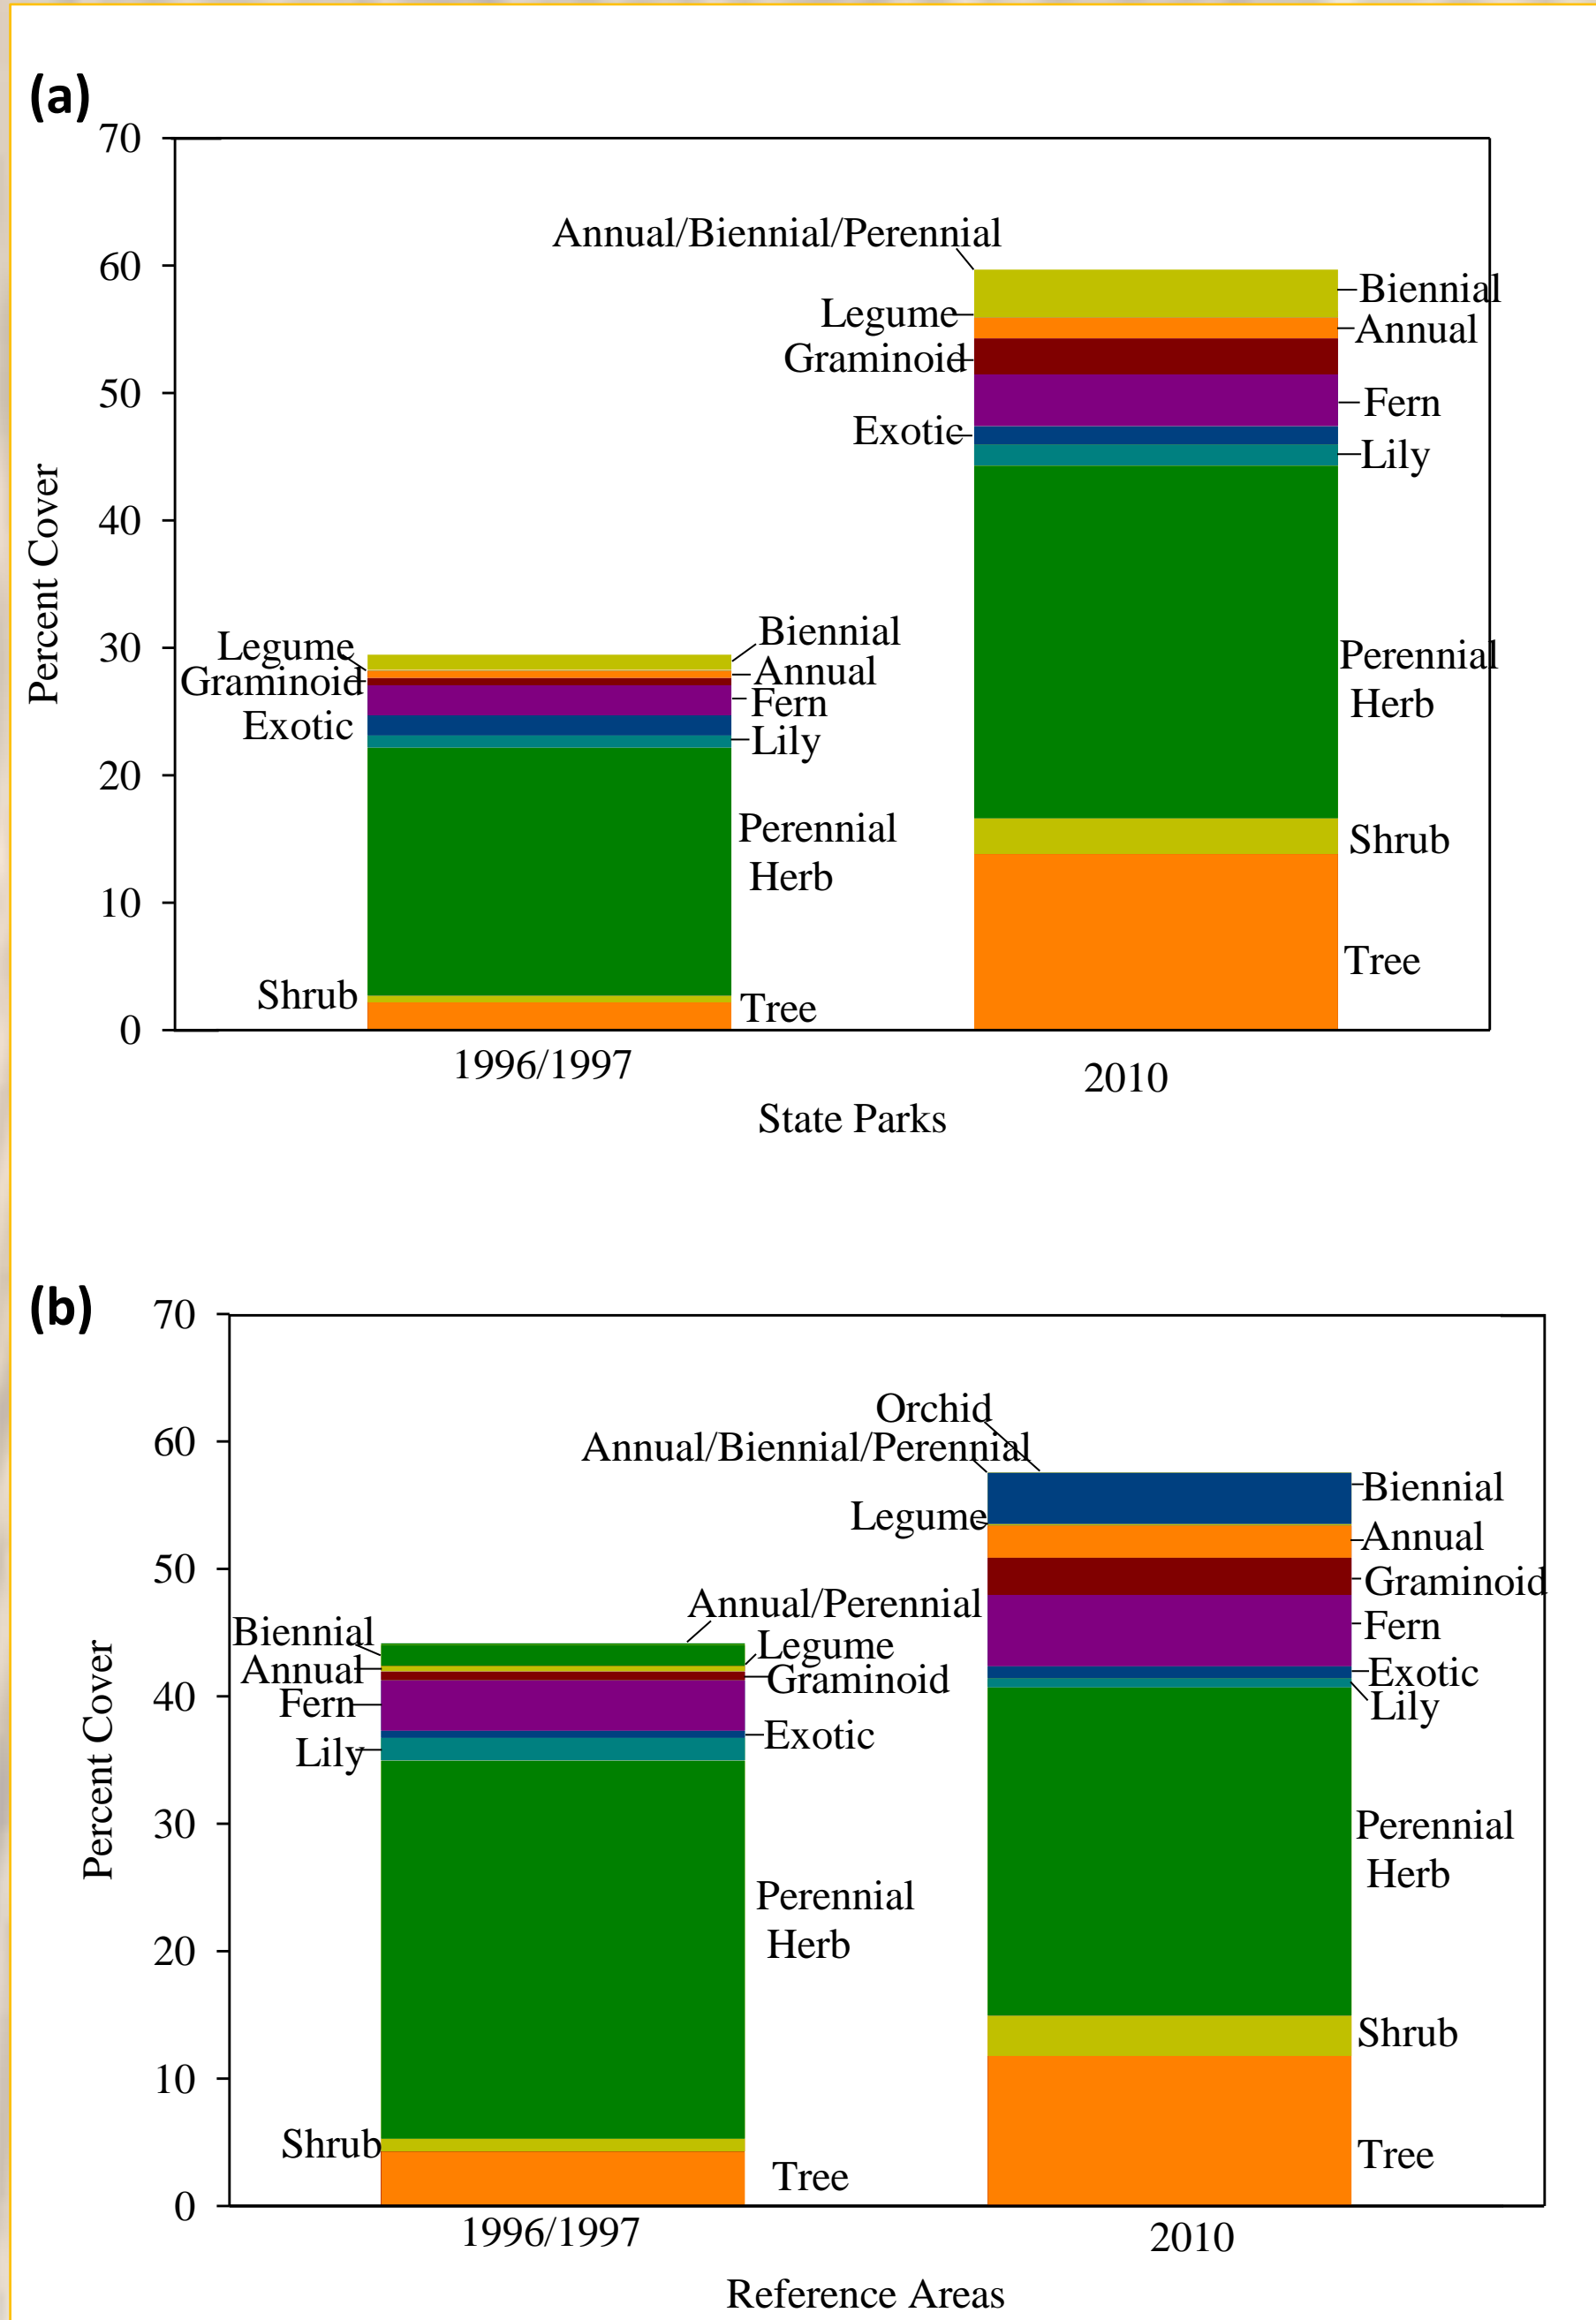 (a)
70
60
50
40
30
20
10
0
Percent Cover
Annual/Biennial/Perennial
Legume
Graminoid
Exotic
Biennial
Annual
Fern
Lily
Perennial
Herb
Shrub
Tree
Legume
Graminoid
Exotic
Shrub
Biennial
Annual
Fern
Lily
Perennial
Herb
Tree
1996/1997
2010
State Parks
(b)
70
60
50
40
30
20
10
0
Percent Cover
Orchid
Annual/Biennial/Perennial
Legume
Biennial
Annual
Graminoid
Fern
Exotic
Lily
Perennial
Herb
Shrub
Tree
Biennial
Annual
Fern
Lily
Shrub
Annual/Perennial
Legume
Graminoid
Exotic
Perennial
Herb
Tree
1996/1997
2010
Reference Areas